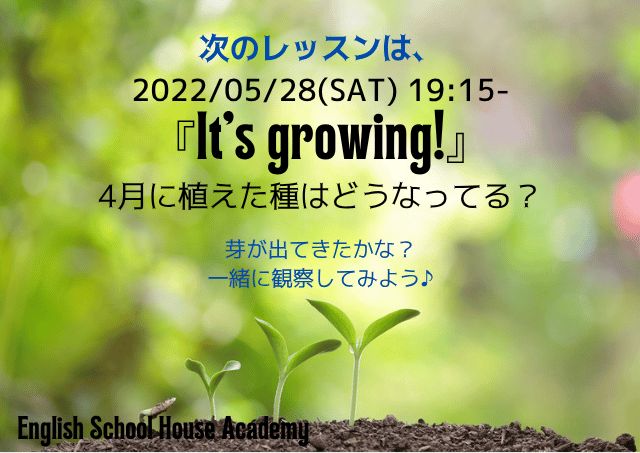 次のレッスンは、
2022/05/28(SAT) 19:15-
『It's growing!』
4月に植えた種はどうなってる？
芽が出てきたかな？
一緒に観察してみよう♪
English School House Academy